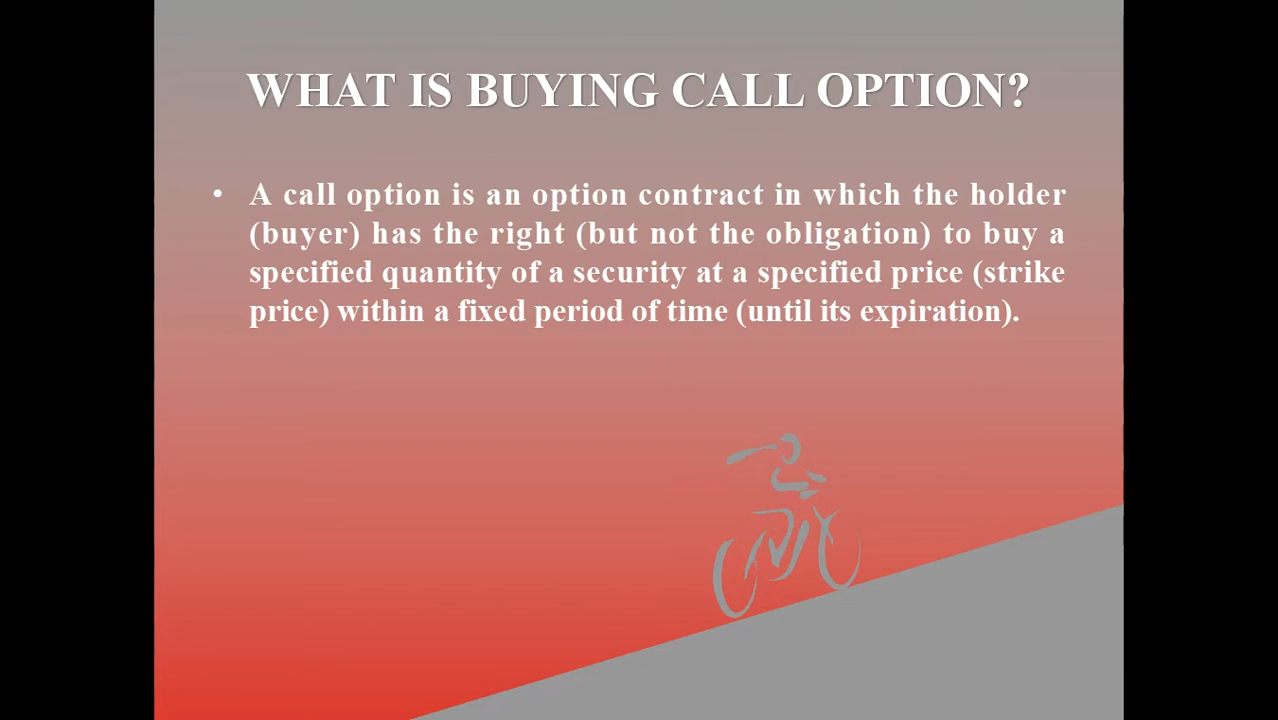 WHAT IS BUYING CALL OPTION?
• A call option is an option contract in which the holder
(buyer) has the right (but not the obligation) to buy a
specified quantity of a security at a specified price (strike
price) within a fixed period of time (until its expiration).